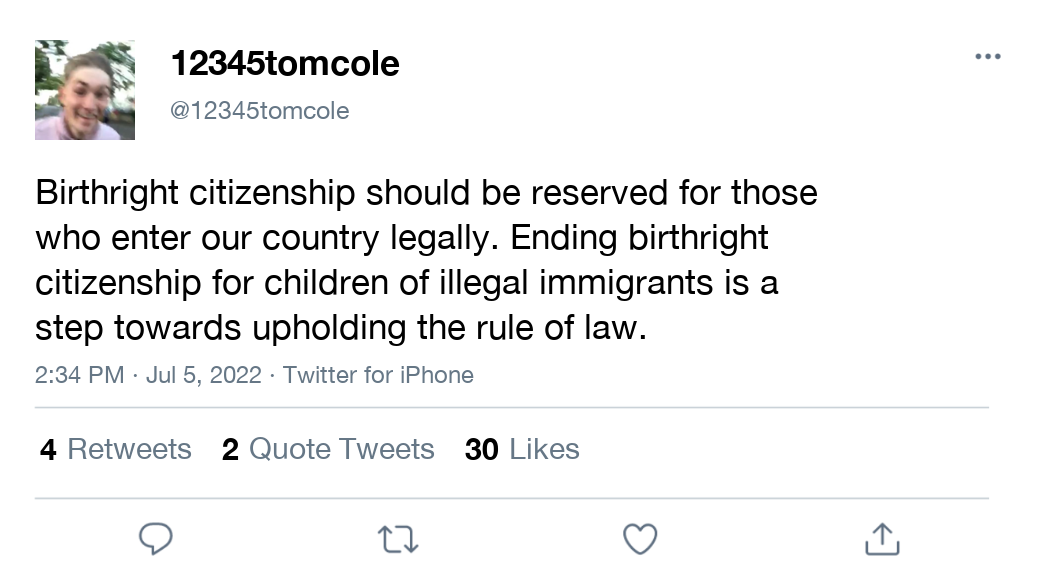 12345tomcole
@12345tomcole
Birthright citizenship should be reserved for those
who enter our country legally. Ending birthright
citizenship for children of illegal immigrants is a
step towards upholding the rule of law.
2:34 PM · Jul 5, 2022 · Twitter for iPhone
4 Retweets 2 Quote Tweets 30 Likes